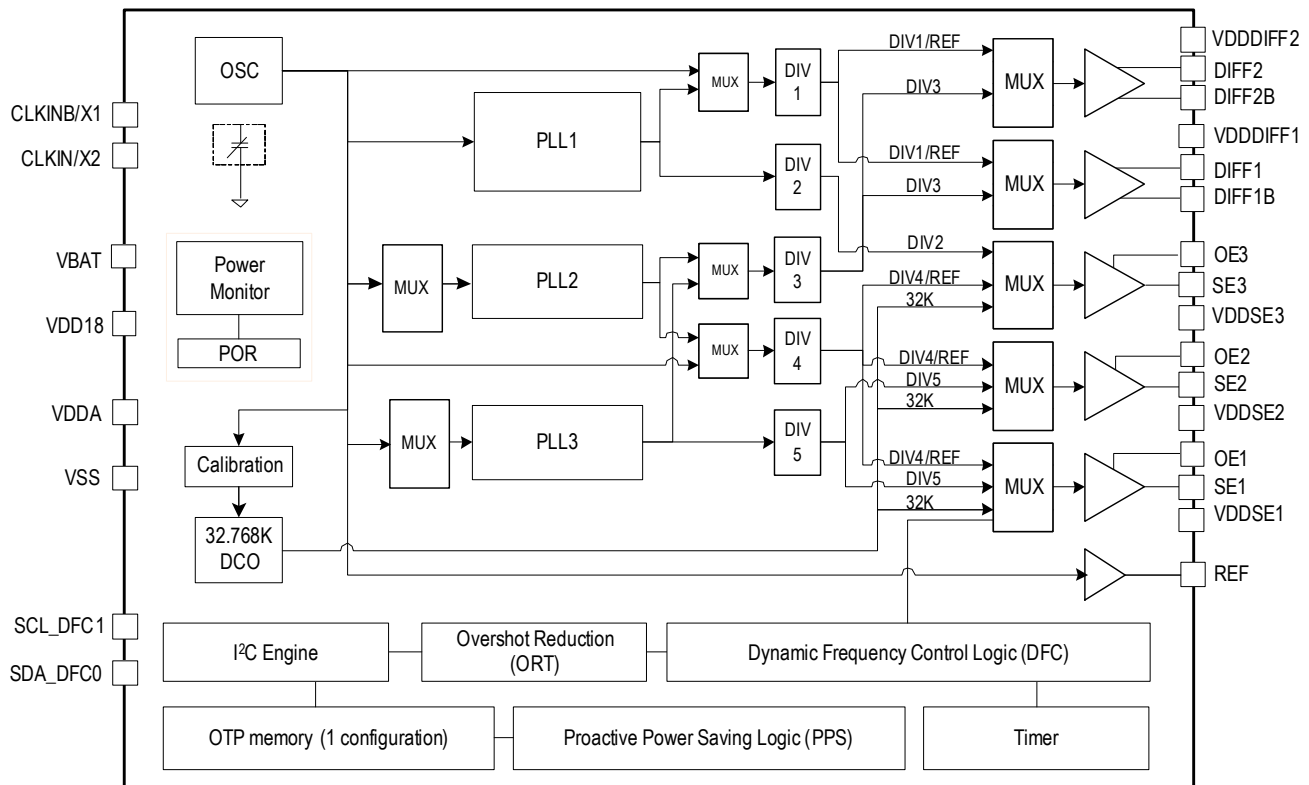 CLKINB/X1
CLKIN/X2
VBAT
VDD18
VDDA
VSS
SCL_DFC1
SDA_DFC0
OSC
Power
Monitor
POR
Calibration
32.768K
DCO
MUX
MUX
PLL1
PLL2
PLL3
MUX
MUX
MUX
DIV
1
DIV
2
DIV
3
DIV
4
DIV
5
DIV1/REF
DIV3
DIV1/REF
DIV3
DIV2
DIV4/REF
32K
DIV4/REF
DIV5
32K
DIV4/REF
DIV5
32K
MUX
MUX
MUX
MUX
MUX
VDDDIFF2
DIFF2
DIFF2B
VDDDIFF1
DIFF1
DIFF1B
OE3
SE3
VDDSE3
OE2
SE2
VDDSE2
OE1
SE1
VDDSE1
REF
I²C Engine
Overshot Reduction
(ORT)
Dynamic Frequency Control Logic (DFC)
OTP memory (1 configuration)
Proactive Power Saving Logic (PPS)
Timer